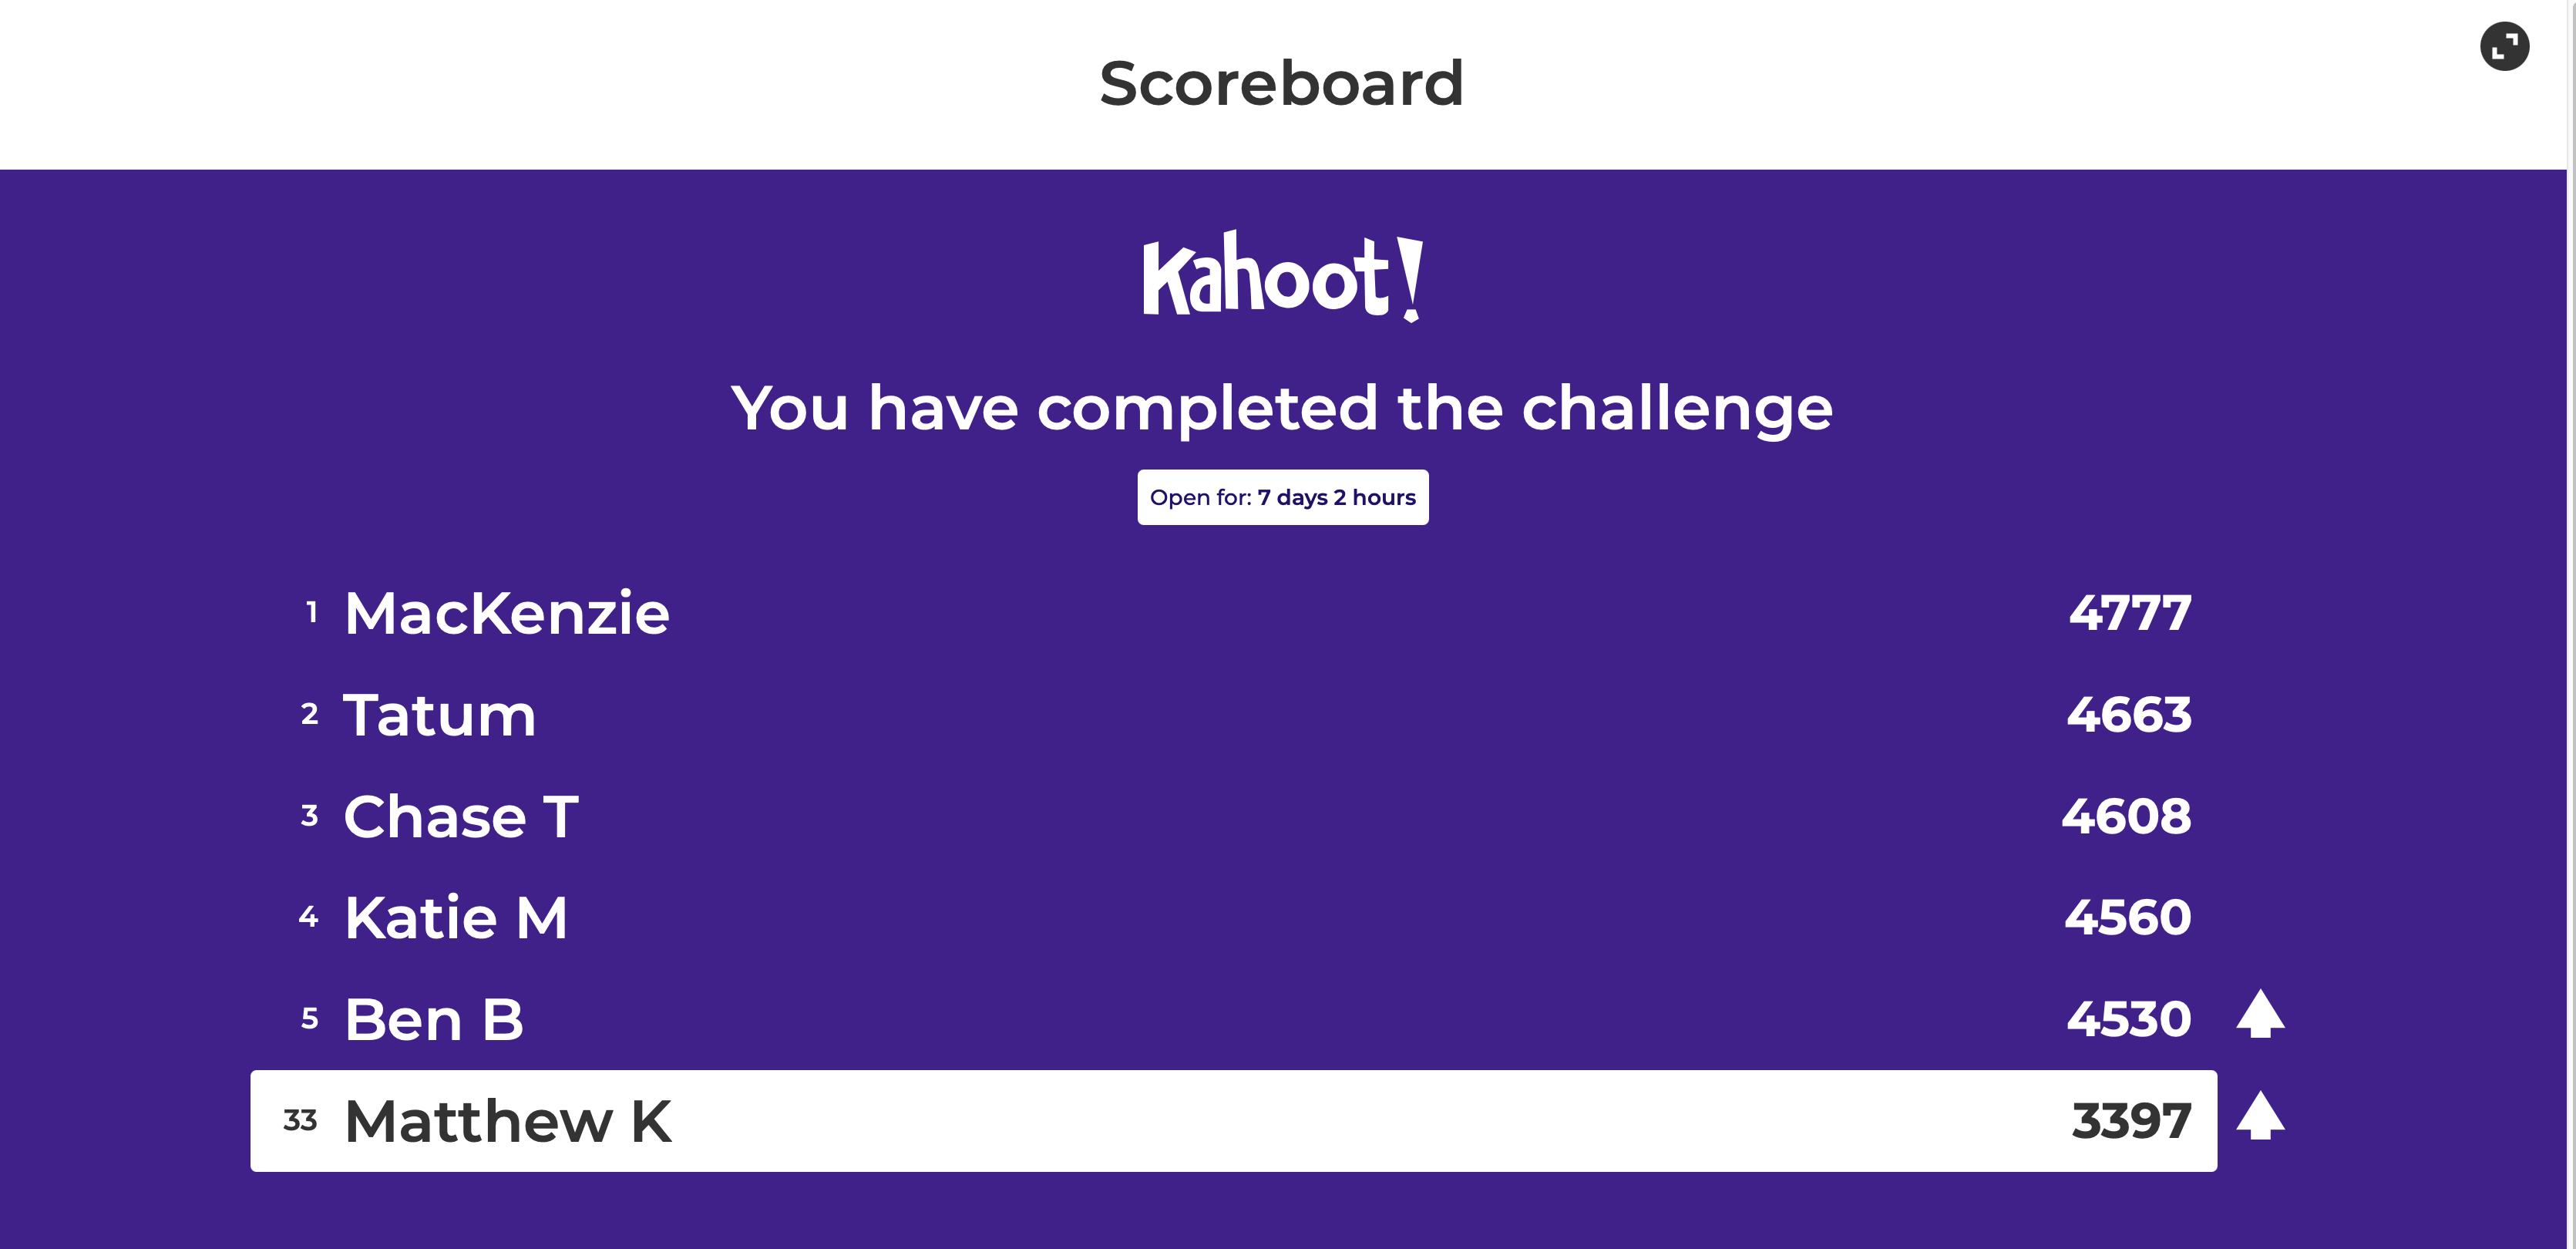 Scoreboard
Kahoot!
You have completed the challenge
Open for: 7 days 2 hours
1 MacKenzie 4777
2 Tatum 4663
3 Chase T 4608
4 Katie M 4560
5 Ben B 4530
33 Matthew K 3397